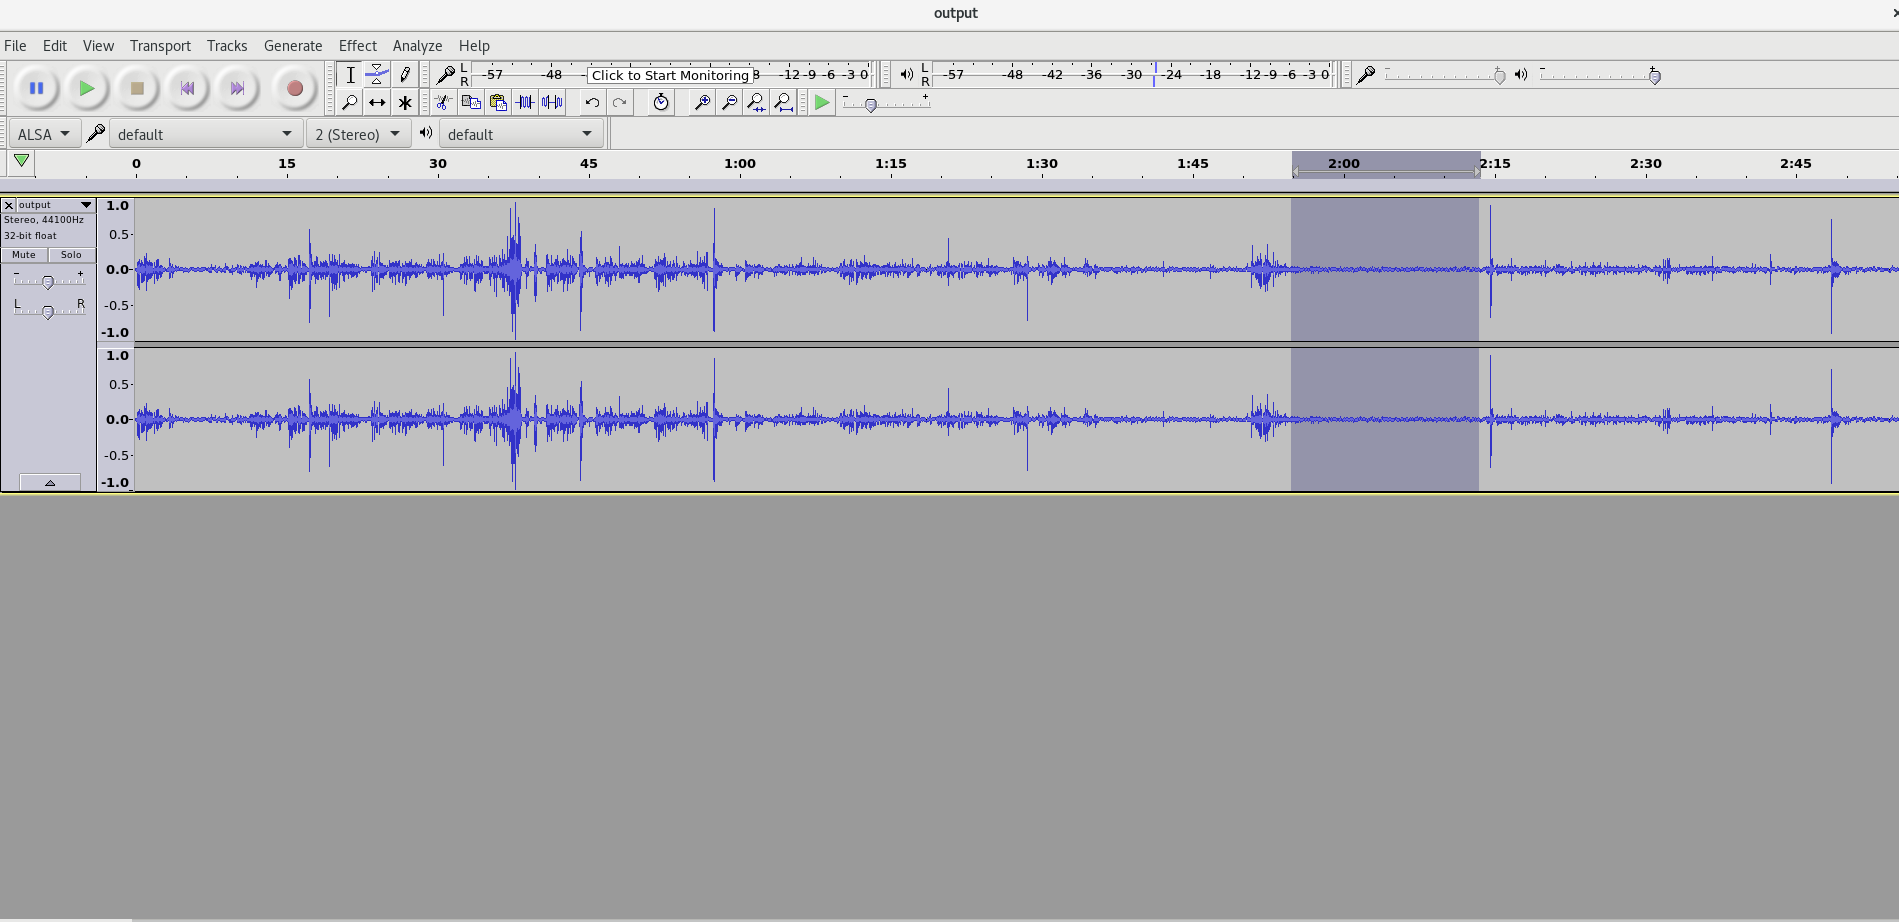 output
File Edit View Transport Tracks Generate Effect Analyze Help
L
R
-57 -48 Click to Start Monitoring 8 -12 -9 -6 -3 0
L
R
-57 -48 -42 -36 -30 -24 -18 -12 -9 -6 -3 0
- +
- +
- +
ALSA default 2 (Stereo) default
0 15 30 45 1:00 1:15 1:30 1:45 2:00 2:15 2:30 2:45
output
Stereo, 44100Hz
32-bit float
Mute Solo
- +
L R
1.0
0.5
0.0
-0.5
-1.0
1.0
0.5
0.0
-0.5
-1.0